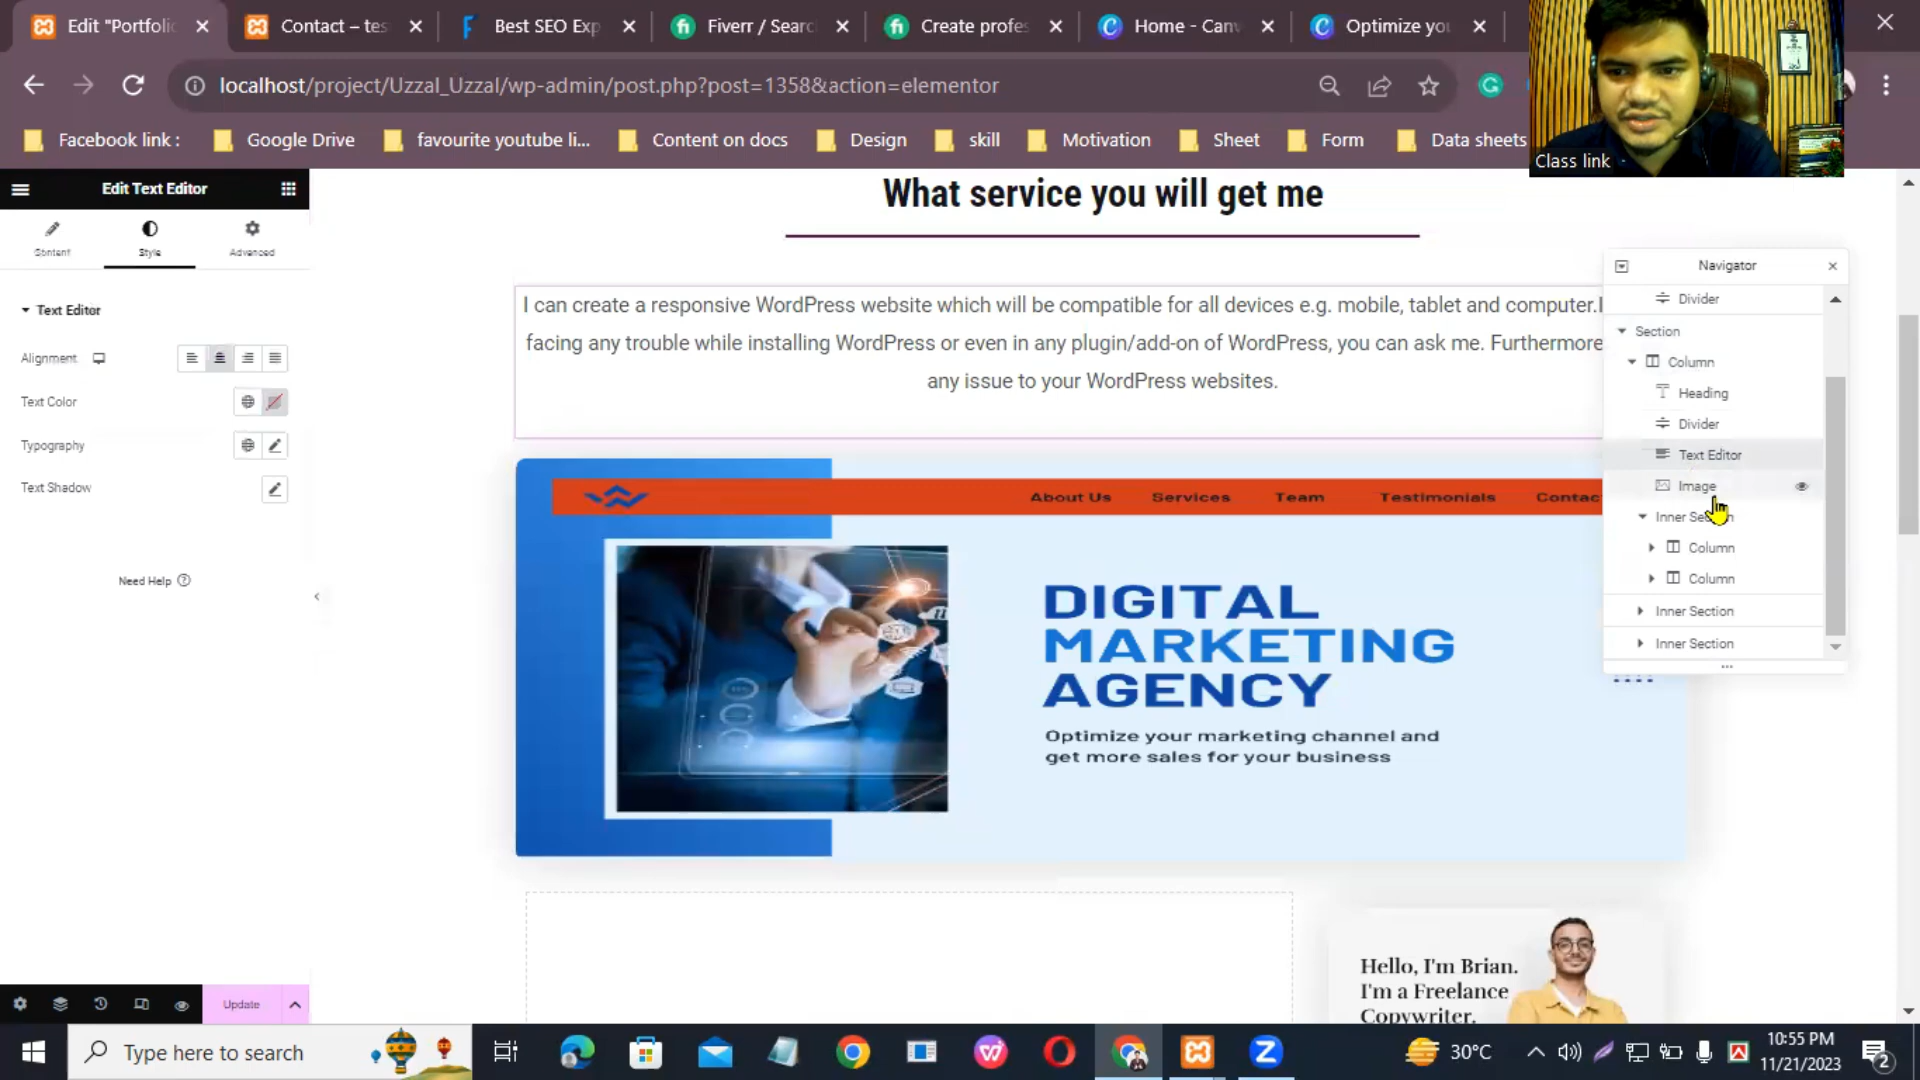 Edit "Portfolio
Contact – tes
Best SEO Exp
Fiverr / Searc
Create profes
Home - Canv
Optimize you
localhost/project/Uzzal_Uzzal/wp-admin/post.php?post=1358&action=elementor
Facebook link :
Google Drive
favourite youtube li...
Content on docs
Design
skill
Motivation
Sheet
Form
Data sheets
Class link
Edit Text Editor
Content
Style
Advanced
Text Editor
Alignment
Text Color
Typography
Text Shadow
Need Help
Update
What service you will get me
I can create a responsive WordPress website which will be compatible for all devices e.g. mobile, tablet and computer.I
facing any trouble while installing WordPress or even in any plugin/add-on of WordPress, you can ask me. Furthermore
any issue to your WordPress websites.
About Us
Services
Team
Testimonials
Contac
DIGITAL
MARKETING
AGENCY
Optimize your marketing channel and
get more sales for your business
Hello, I'm Brian.
I'm a Freelance
Copywriter.
Navigator
Divider
Section
Column
Heading
Divider
Text Editor
Image
Inner Section
Column
Column
Inner Section
Inner Section
Type here to search
30°C
10:55 PM
11/21/2023
2